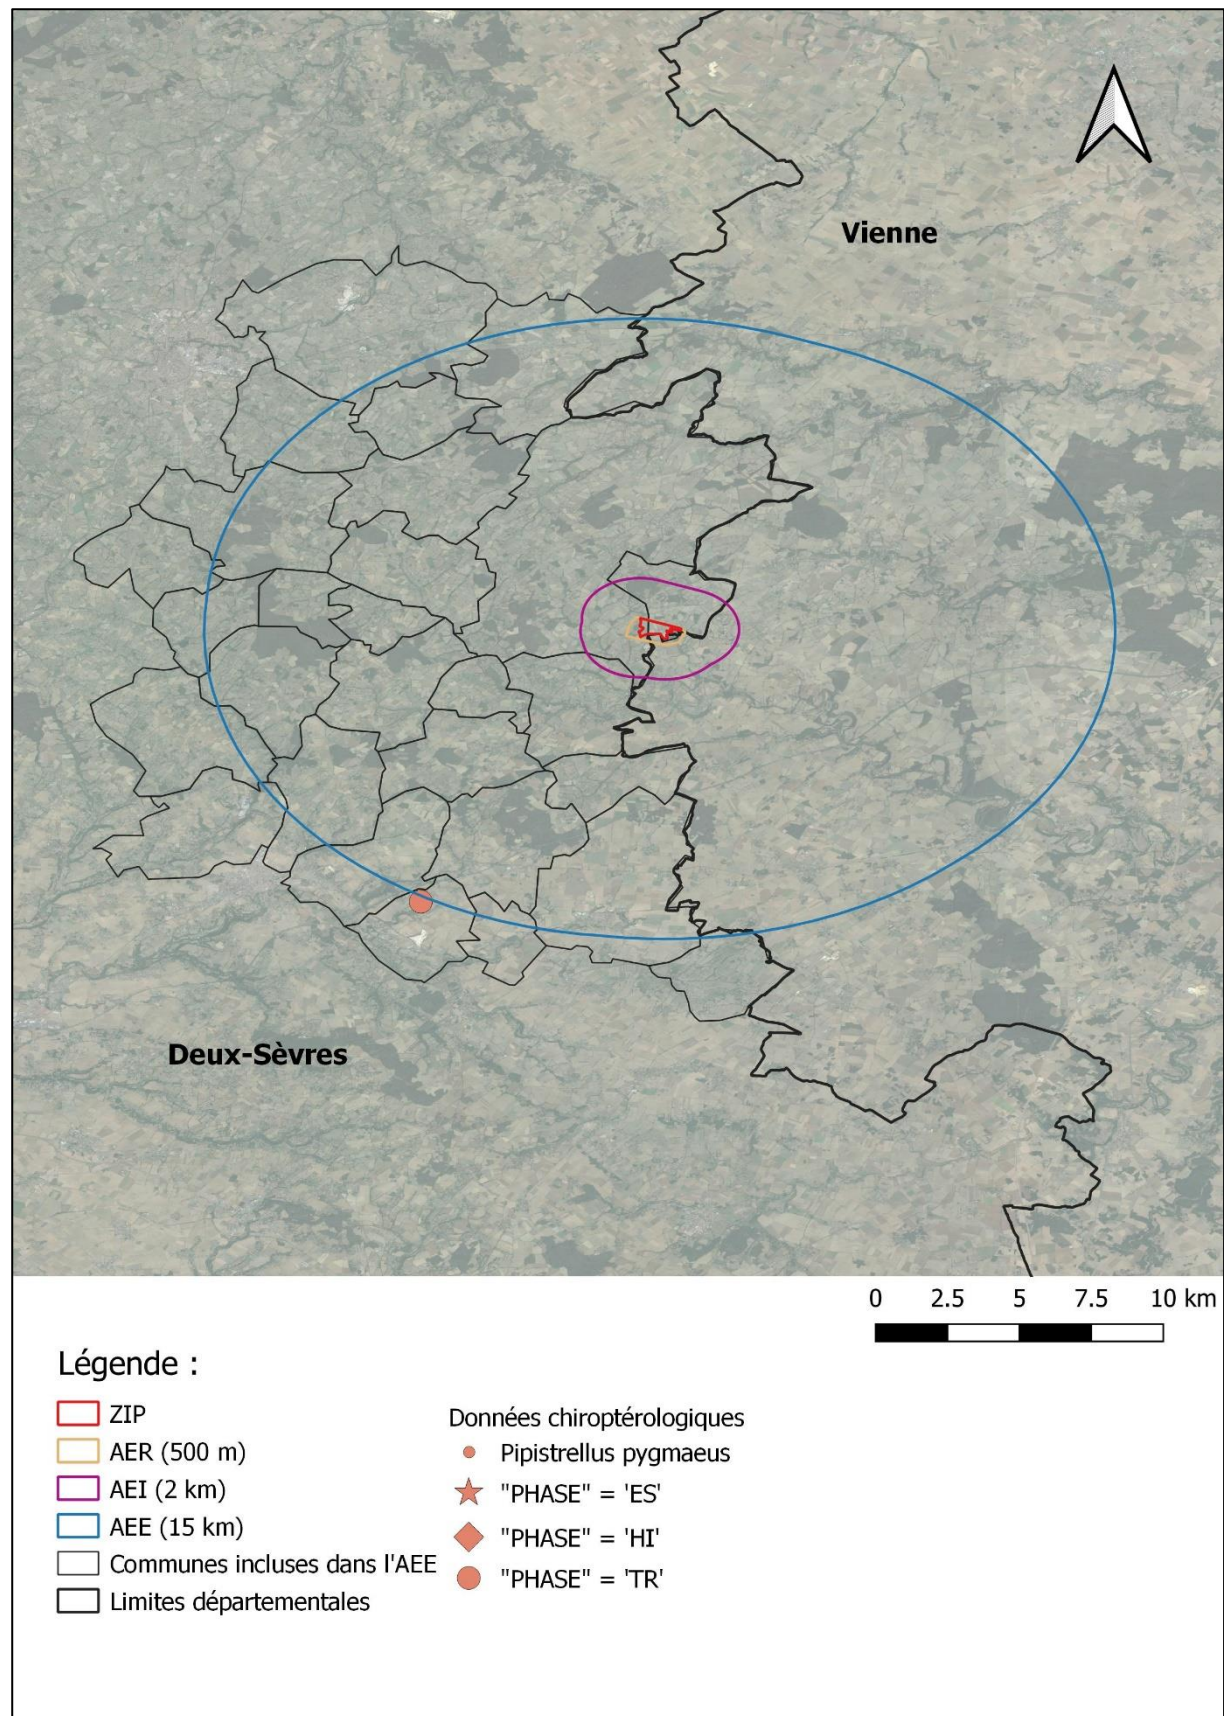 Vienne
Deux-Sèvres
0 2.5 5 7.5 10 km
Légende :
ZIP
AER (500 m)
AEI (2 km)
AEE (15 km)
Communes incluses dans l'AEE
Limites départementales
Données chiroptérologiques
Pipistrellus pygmaeus
"PHASE" = 'ES'
"PHASE" = 'HI'
"PHASE" = 'TR'